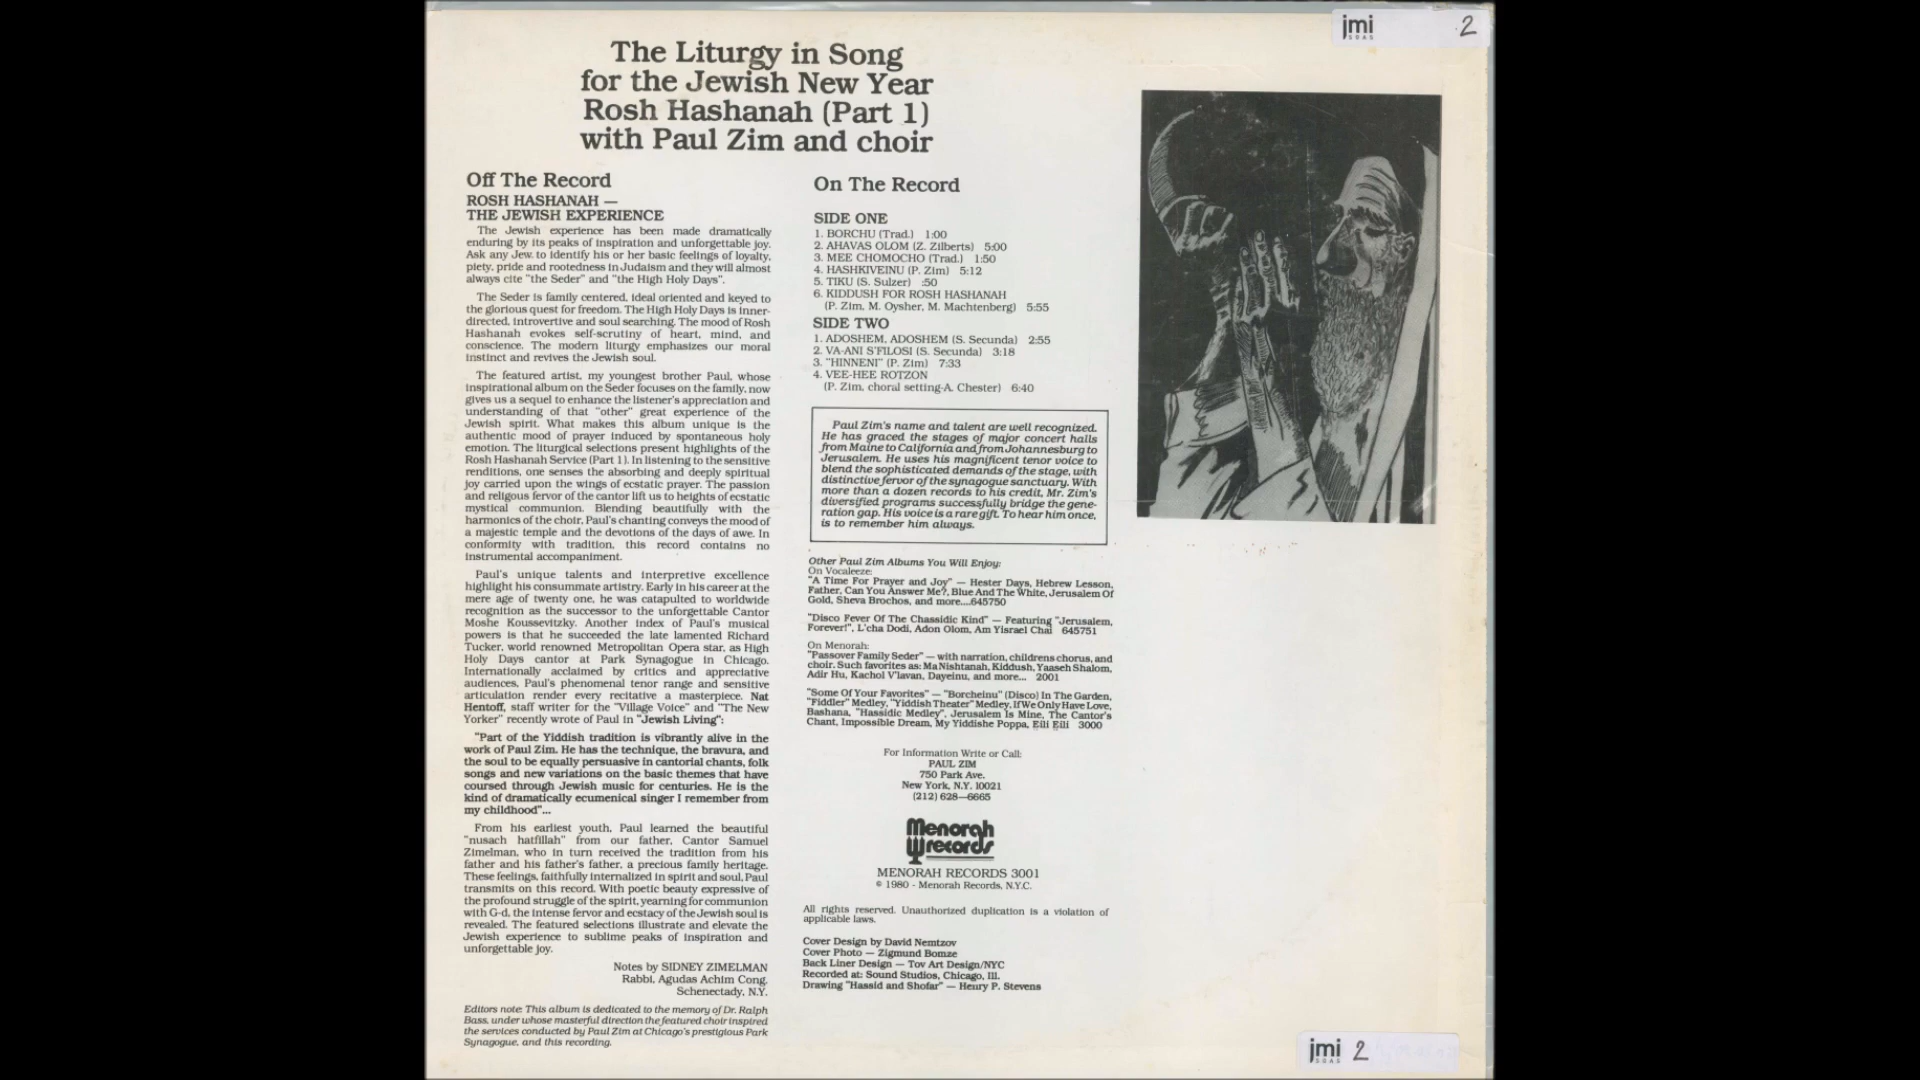 jmi
SOAS
2
The Liturgy in Song
for the Jewish New Year
Rosh Hashanah (Part 1)
with Paul Zim and choir
Off The Record
ROSH HASHANAH —
THE JEWISH EXPERIENCE
The Jewish experience has been made dramatically
enduring by its peaks of inspiration and unforgettable joy.
Ask any Jew, to identify his or her basic feelings of loyalty,
piety, pride and rootedness in Judaism and they will almost
always cite "the Seder" and "the High Holy Days".
The Seder is family centered, ideal oriented and keyed to
the glorious quest for freedom. The High Holy Days is inner-
directed, introvertive and soul searching. The mood of Rosh
Hashanah evokes self-scrutiny of heart, mind, and
conscience. The modern liturgy emphasizes our moral
instinct and revives the Jewish soul.
The featured artist, my youngest brother Paul, whose
inspirational album on the Seder focuses on the family, now
gives us a sequel to enhance the listener's appreciation and
understanding of that "other" great experience of the
Jewish spirit. What makes this album unique is the
authentic mood of prayer induced by spontaneous holy
emotion. The liturgical selections present highlights of the
Rosh Hashanah Service (Part 1). In listening to the sensitive
renditions, one senses the absorbing and deeply spiritual
joy carried upon the wings of ecstatic prayer. The passion
and religous fervor of the cantor lift us to heights of ecstatic
mystical communion. Blending beautifully with the
harmonics of the choir, Paul's chanting conveys the mood of
a majestic temple and the devotions of the days of awe. In
conformity with tradition, this record contains no
instrumental accompaniment.
Paul's unique talents and interpretive excellence
highlight his consummate artistry. Early in his career at the
mere age of twenty one, he was catapulted to worldwide
recognition as the successor to the unforgettable Cantor
Moshe Koussevitzky. Another index of Paul's musical
powers is that he succeeded the late lamented Richard
Tucker, world renowned Metropolitan Opera star, as High
Holy Days cantor at Park Synagogue in Chicago.
Internationally acclaimed by critics and appreciative
audiences, Paul's phenomenal tenor range and sensitive
articulation render every recitative a masterpiece. Nat
Hentoff, staff writer for the "Village Voice" and "The New
Yorker" recently wrote of Paul in "Jewish Living":
"Part of the Yiddish tradition is vibrantly alive in the
work of Paul Zim. He has the technique, the bravura, and
the soul to be equally persuasive in cantorial chants, folk
songs and new variations on the basic themes that have
coursed through Jewish music for centuries. He is the
kind of dramatically ecumenical singer I remember from
my childhood"...
From his earliest youth, Paul learned the beautiful
"nusach hatfillah" from our father, Cantor Samuel
Zimelman, who in turn received the tradition from his
father and his father's father, a precious family heritage.
These feelings, faithfully internalized in spirit and soul, Paul
transmits on this record. With poetic beauty expressive of
the profound struggle of the spirit, yearning for communion
with G-d, the intense fervor and ecstacy of the Jewish soul is
revealed. The featured selections illustrate and elevate the
Jewish experience to sublime peaks of inspiration and
unforgettable joy.
Notes by SIDNEY ZIMELMAN
Rabbi, Agudas Achim Cong.
Schenectady, N.Y.
Editors note: This album is dedicated to the memory of Dr. Ralph
Bass, under whose masterful direction the featured choir inspired
the services conducted by Paul Zim at Chicago's prestigious Park
Synagogue, and this recording.
On The Record
SIDE ONE
1. BORCHU (Trad.) 1:00
2. AHAVAS OLOM (Z. Zilberts) 5:00
3. MEE CHOMOCHO (Trad.) 1:50
4. HASHKIVEINU (P. Zim) 5:12
5. TIKU (S. Sulzer) :50
6. KIDDUSH FOR ROSH HASHANAH
(P. Zim, M. Oysher, M. Machtenberg) 5:55
SIDE TWO
1. ADOSHEM, ADOSHEM (S. Secunda) 2:55
2. VA-ANI S'FILOSI (S. Secunda) 3:18
3. "HINNENI" (P. Zim) 7:33
4. VEE-HEE ROTZON
(P. Zim, choral setting-A. Chester) 6:40
Paul Zim's name and talent are well recognized.
He has graced the stages of major concert halls
from Maine to California and from Johannesburg to
Jerusalem. He uses his magnificent tenor voice to
blend the sophisticated demands of the stage, with
distinctive fervor of the synagogue sanctuary. With
more than a dozen records to his credit, Mr. Zim's
diversified programs successfully bridge the gene-
ration gap. His voice is a rare gift. To hear him once,
is to remember him always.
Other Paul Zim Albums You Will Enjoy:
On Vocaleeze:
"A Time For Prayer and Joy" — Hester Days, Hebrew Lesson,
Father, Can You Answer Me?, Blue And The White, Jerusalem Of
Gold, Sheva Brochos, and more....645750
"Disco Fever Of The Chassidic Kind" — Featuring "Jerusalem,
Forever!", L'cha Dodi, Adon Olom, Am Yisrael Chai 645751
On Menorah:
"Passover Family Seder" — with narration, childrens chorus, and
choir. Such favorites as: Ma Nishtanah, Kiddush, Yaaseh Shalom,
Adir Hu, Kachol V'lavan, Dayeinu, and more... 2001
"Some Of Your Favorites" — "Borcheinu" (Disco) In The Garden,
"Fiddler" Medley, "Yiddish Theater" Medley, If We Only Have Love,
Bashana, "Hassidic Medley", Jerusalem Is Mine, The Cantor's
Chant, Impossible Dream, My Yiddishe Poppa, Eili Eili 3000
For Information Write or Call:
PAUL ZIM
750 Park Ave.
New York, N.Y. 10021
(212) 628—6665
Menorah
records
MENORAH RECORDS 3001
© 1980 - Menorah Records, N.Y.C.
All rights reserved. Unauthorized duplication is a violation of
applicable laws.
Cover Design by David Nemtzov
Cover Photo — Zigmund Bomze
Back Liner Design — Tov Art Design/NYC
Recorded at: Sound Studios, Chicago, Ill.
Drawing "Hassid and Shofar" — Henry P. Stevens
jmi
SOAS
2